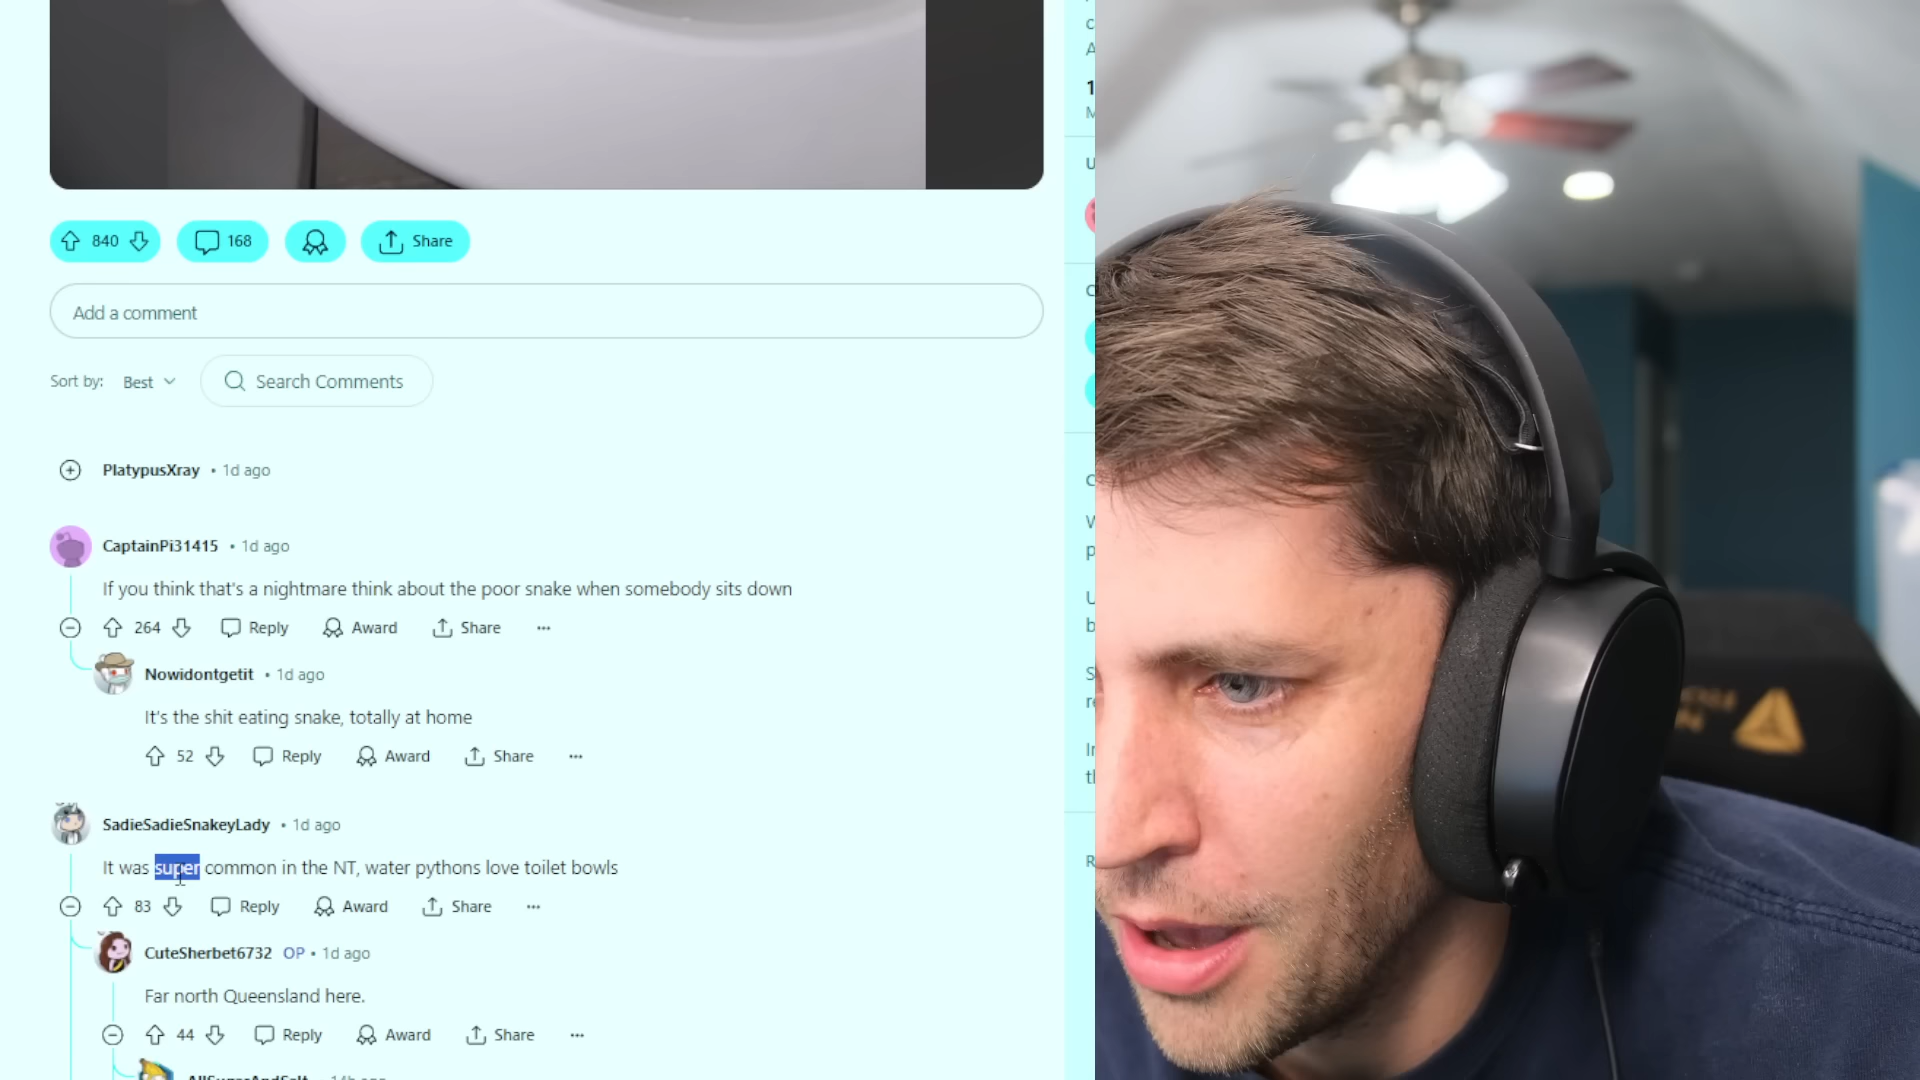 840
168
Share
Add a comment
Sort by:
Best
Search Comments
PlatypusXray • 1d ago
CaptainPi31415 • 1d ago
If you think that's a nightmare think about the poor snake when somebody sits down
264
Reply
Award
Share
Nowidontgetit • 1d ago
It's the shit eating snake, totally at home
52
Reply
Award
Share
SadieSadieSnakeyLady • 1d ago
It was super common in the NT, water pythons love toilet bowls
83
Reply
Award
Share
CuteSherbet6732 OP • 1d ago
Far north Queensland here.
44
Reply
Award
Share